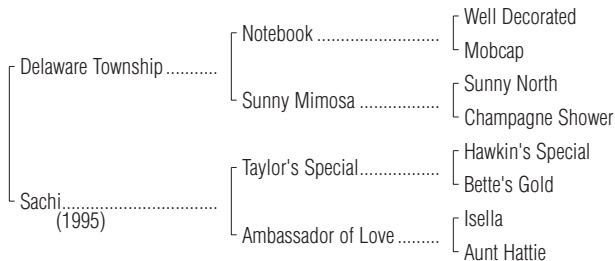 Well Decorated
Notebook ...................
Mobcap
Delaware Township ..........
Sunny North
Sunny Mimosa ................
Champagne Shower
Hawkin's Special
Taylor's Special................
Bette's Gold
Sachi...............................
(1995)
Isella
Ambassador of Love ........
Aunt Hattie